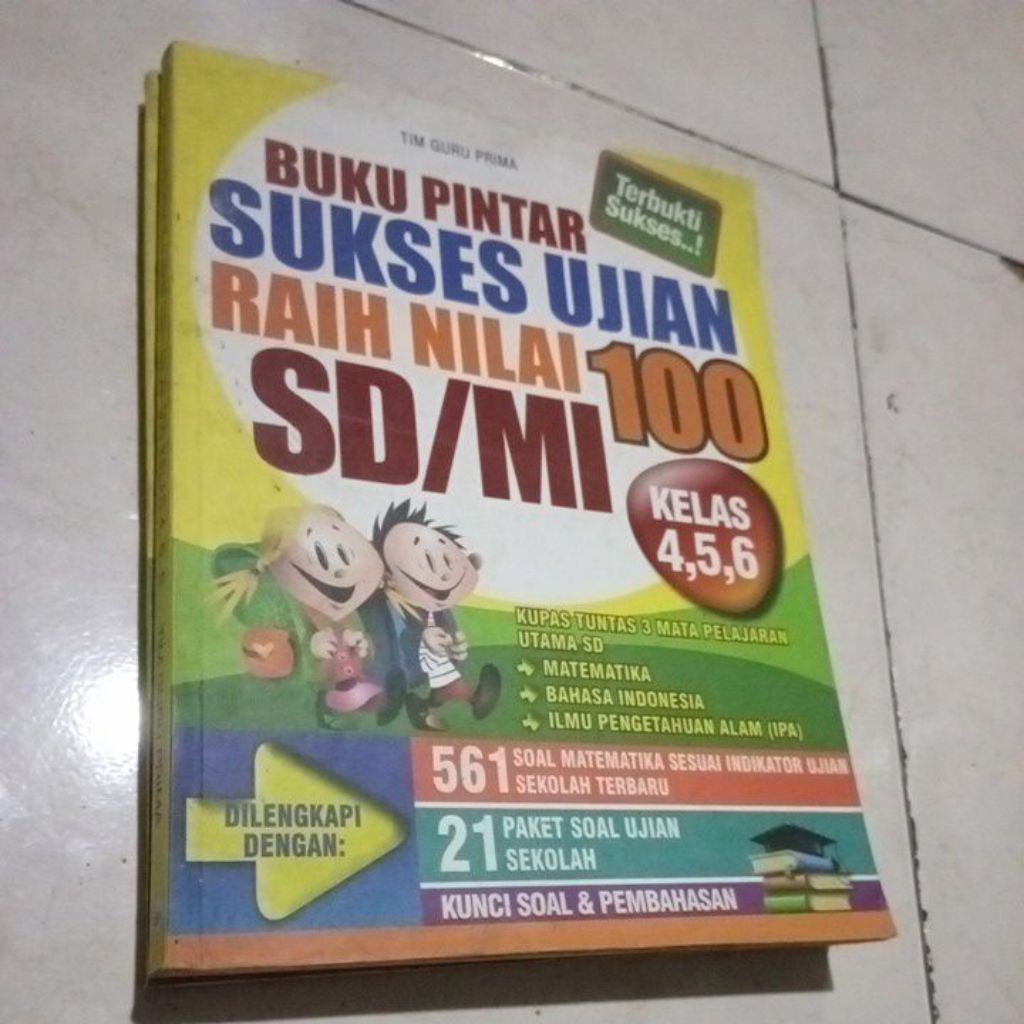 TIM GURU PRIMA
BUKU PINTAR
SUKSES UJIAN
RAIH NILAI 100
SD/MI
Terbukti
Sukses..!
KELAS
4,5,6
KUPAS TUNTAS 3 MATA PELAJARAN
UTAMA SD
MATEMATIKA
BAHASA INDONESIA
ILMU PENGETAHUAN ALAM (IPA)
DILENGKAPI
DENGAN:
561 SOAL MATEMATIKA SESUAI INDIKATOR UJIAN
SEKOLAH TERBARU
21 PAKET SOAL UJIAN
SEKOLAH
KUNCI SOAL & PEMBAHASAN